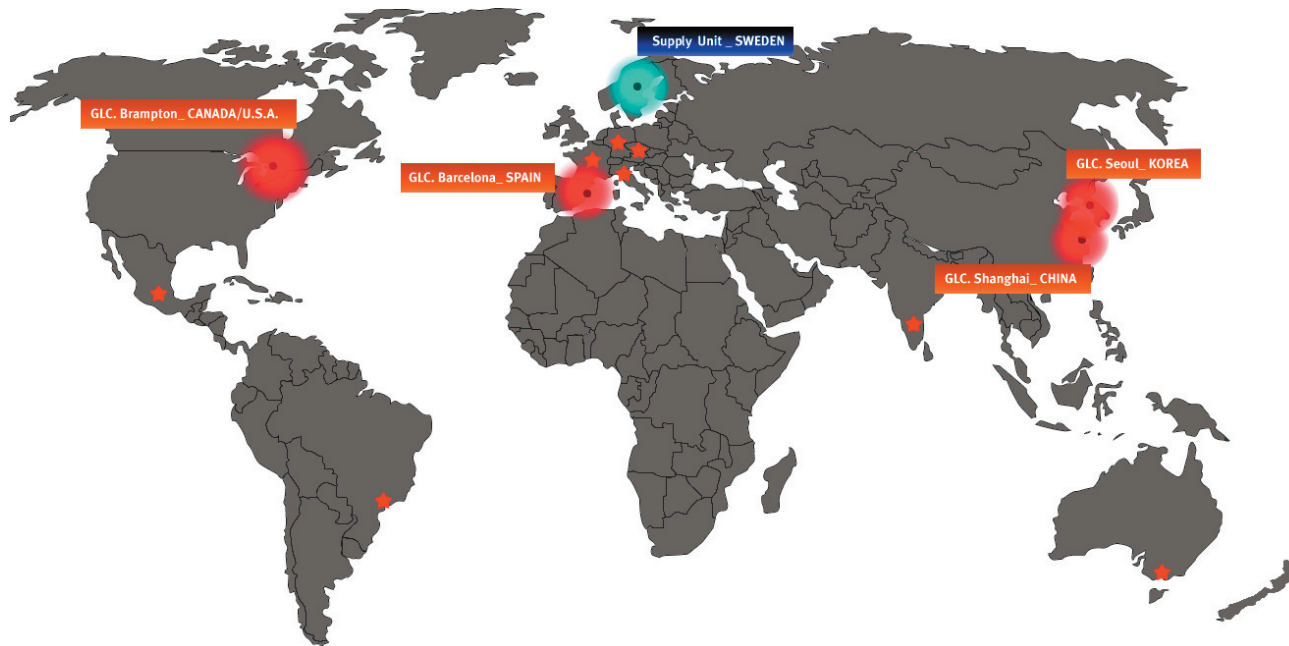 Supply Unit _ SWEDEN
GLC. Brampton_ CANADA/U.S.A.
GLC. Barcelona_ SPAIN
GLC. Seoul_ KOREA
GLC. Shanghai_ CHINA